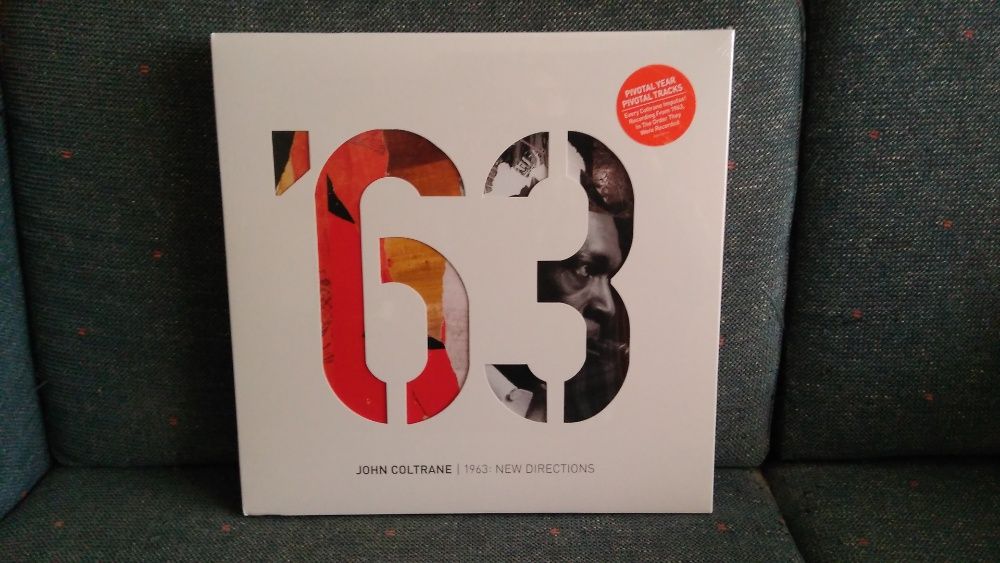 PIVOTAL YEAR
PIVOTAL TRACKS
Every Coltrane Impulse!
Recording From 1963,
In The Order They
Were Recorded
'63
JOHN COLTRANE | 1963: NEW DIRECTIONS